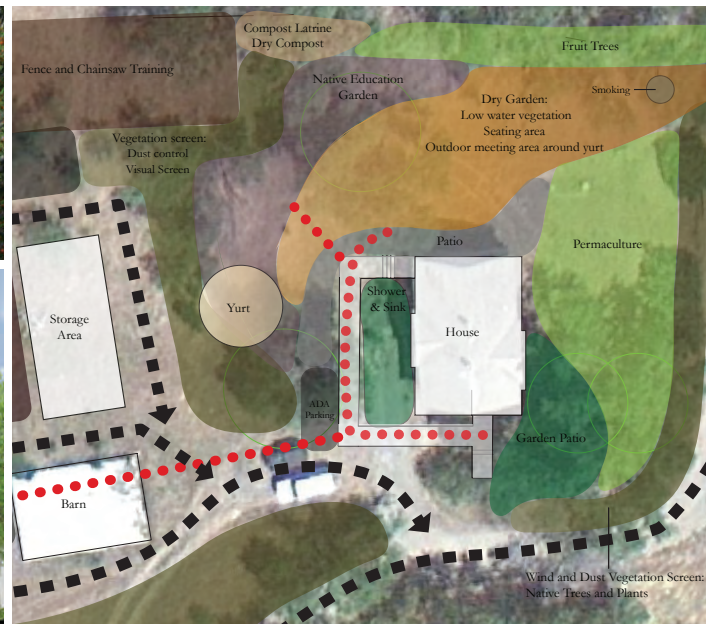 Compost Latrine
Dry Compost
Fruit Trees
Fence and Chainsaw Training
Native Education
Garden
Smoking
Dry Garden:
Low water vegetation
Seating area
Outdoor meeting area around yurt
Vegetation screen:
Dust control
Visual Screen
Patio
Permaculture
Shower
& Sink
Yurt
Storage
Area
House
ADA
Parking
Garden Patio
Barn
Wind and Dust Vegetation Screen:
Native Trees and Plants